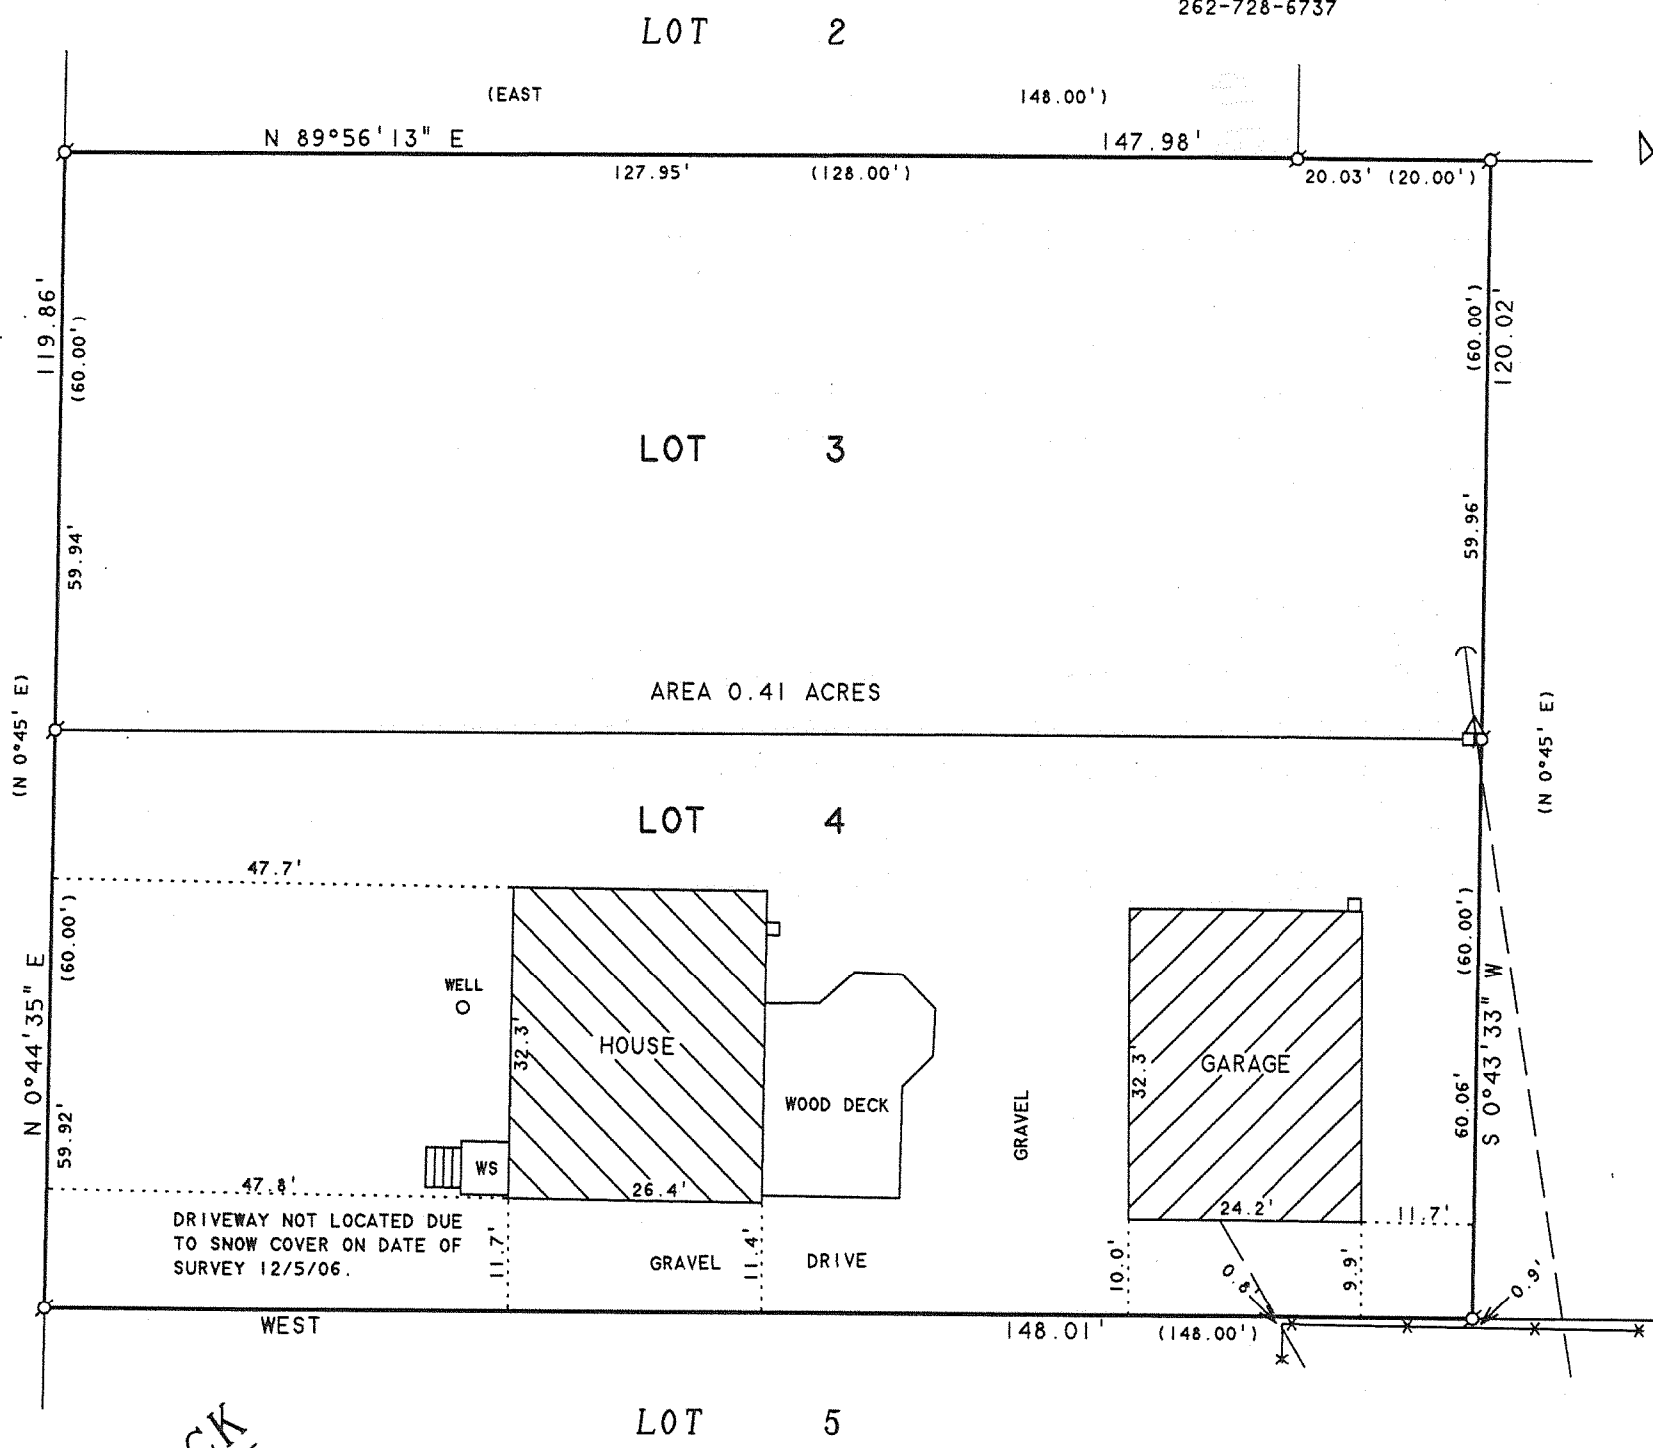 262-728-6737
LOT 2
(EAST 148.00')
N 89°56'13" E 147.98'
127.95' (128.00')
20.03' (20.00')
119.86'
(60.00')
(60.00')
120.02'
LOT 3
59.94'
59.96'
(N 0°45' E)
AREA 0.41 ACRES
(N 0°45' E)
LOT 4
47.7'
(60.00')
(60.00')
N 0°44'35" E
S 0°43'33" W
WELL
32.3'
HOUSE
32.3'
GARAGE
WOOD DECK
GRAVEL
59.92'
60.06'
WS
47.8'
26.4'
24.2'
11.7'
DRIVEWAY NOT LOCATED DUE
TO SNOW COVER ON DATE OF
SURVEY 12/5/06.
11.7'
GRAVEL DRIVE
11.4'
10.0'
0.8'
9.9'
0.9'
WEST 148.01' (148.00')
LOT 5
CK